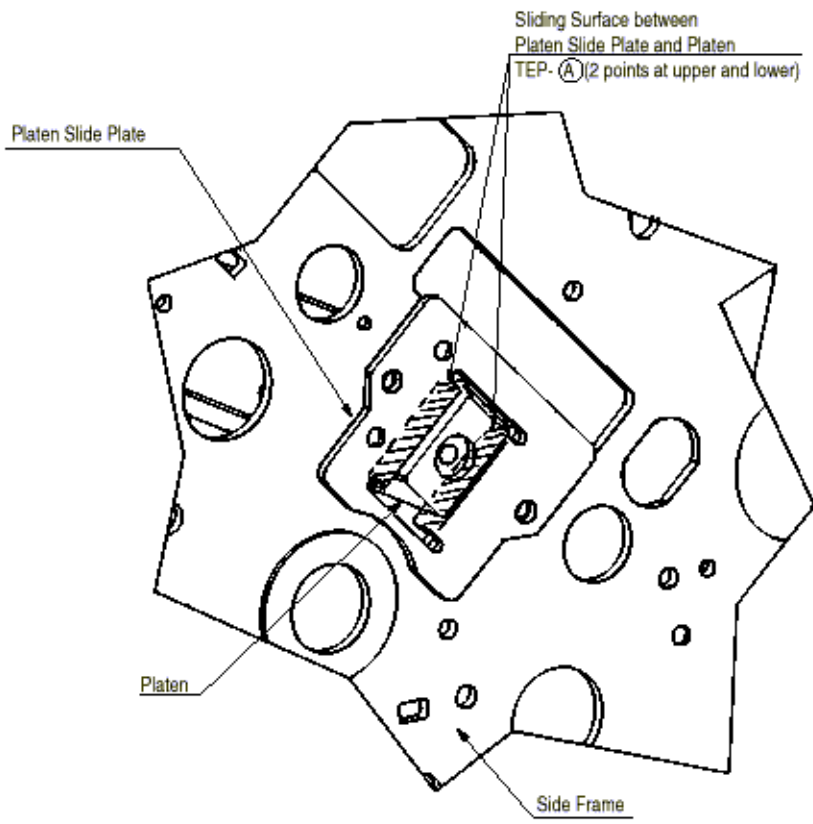 Sliding Surface between
Platen Slide Plate and Platen
TEP- Ⓐ(2 points at upper and lower)
Platen Slide Plate
Platen
Side Frame